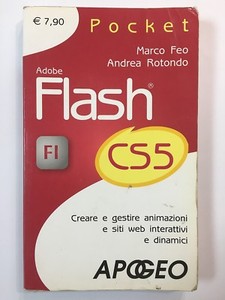 € 7,90
Pocket
Marco Feo
Andrea Rotondo
Adobe
Flash®
Fl
CS5
Creare e gestire animazioni
e siti web interattivi
e dinamici
APOGEO